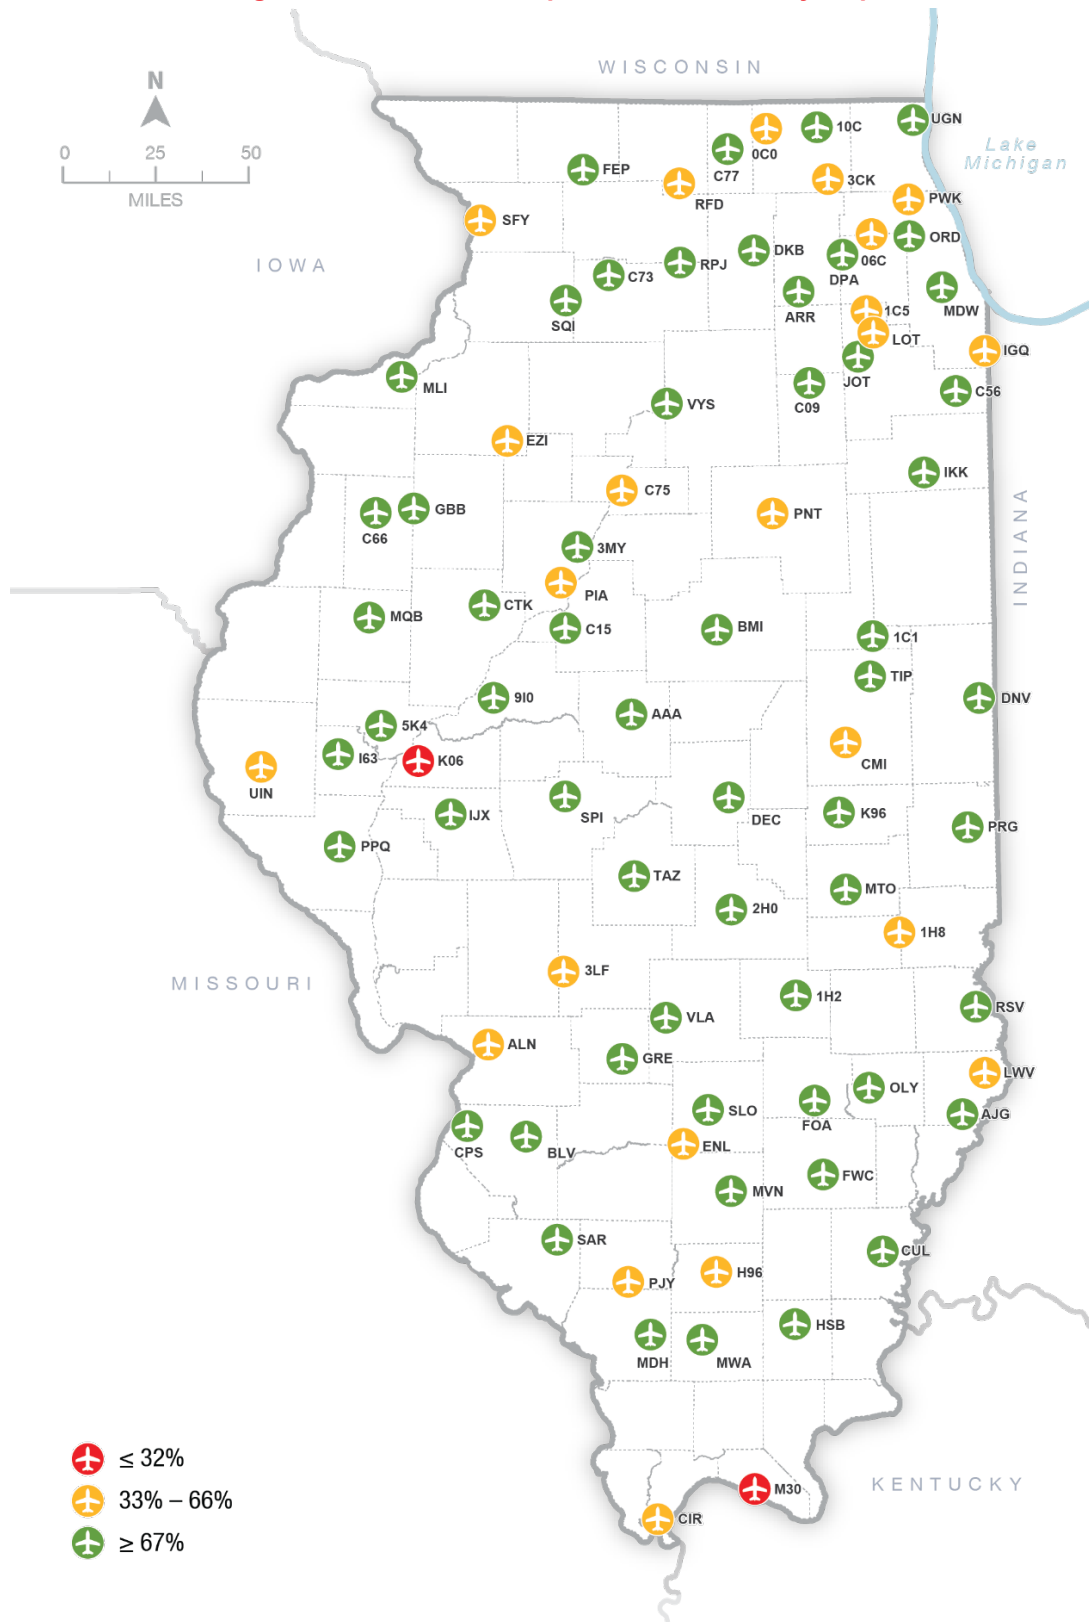 WISCONSIN
N
0 25 50
MILES
Lake
Michigan
IOWA
INDIANA
MISSOURI
KENTUCKY
UGN
10C
0C0
C77
FEP
3CK
RFD
PWK
SFY
ORD
DKB
06C
RPJ
DPA
C73
MDW
ARR
1C5
SQI
LOT
IGQ
JOT
MLI
C56
C09
VYS
EZI
IKK
C75
GBB
PNT
C66
3MY
PIA
CTK
MQB
BMI
C15
1C1
TIP
9I0
DNV
AAA
5K4
I63
K06
CMI
UIN
IJX
SPI
DEC
K96
PRG
PPQ
TAZ
MTO
2H0
1H8
3LF
1H2
RSV
VLA
ALN
GRE
LWV
OLY
SLO
AJG
FOA
CPS
BLV
ENL
FWC
MVN
SAR
CUL
H96
PJY
HSB
MDH
MWA
M30
CIR
≤ 32%
33% – 66%
≥ 67%